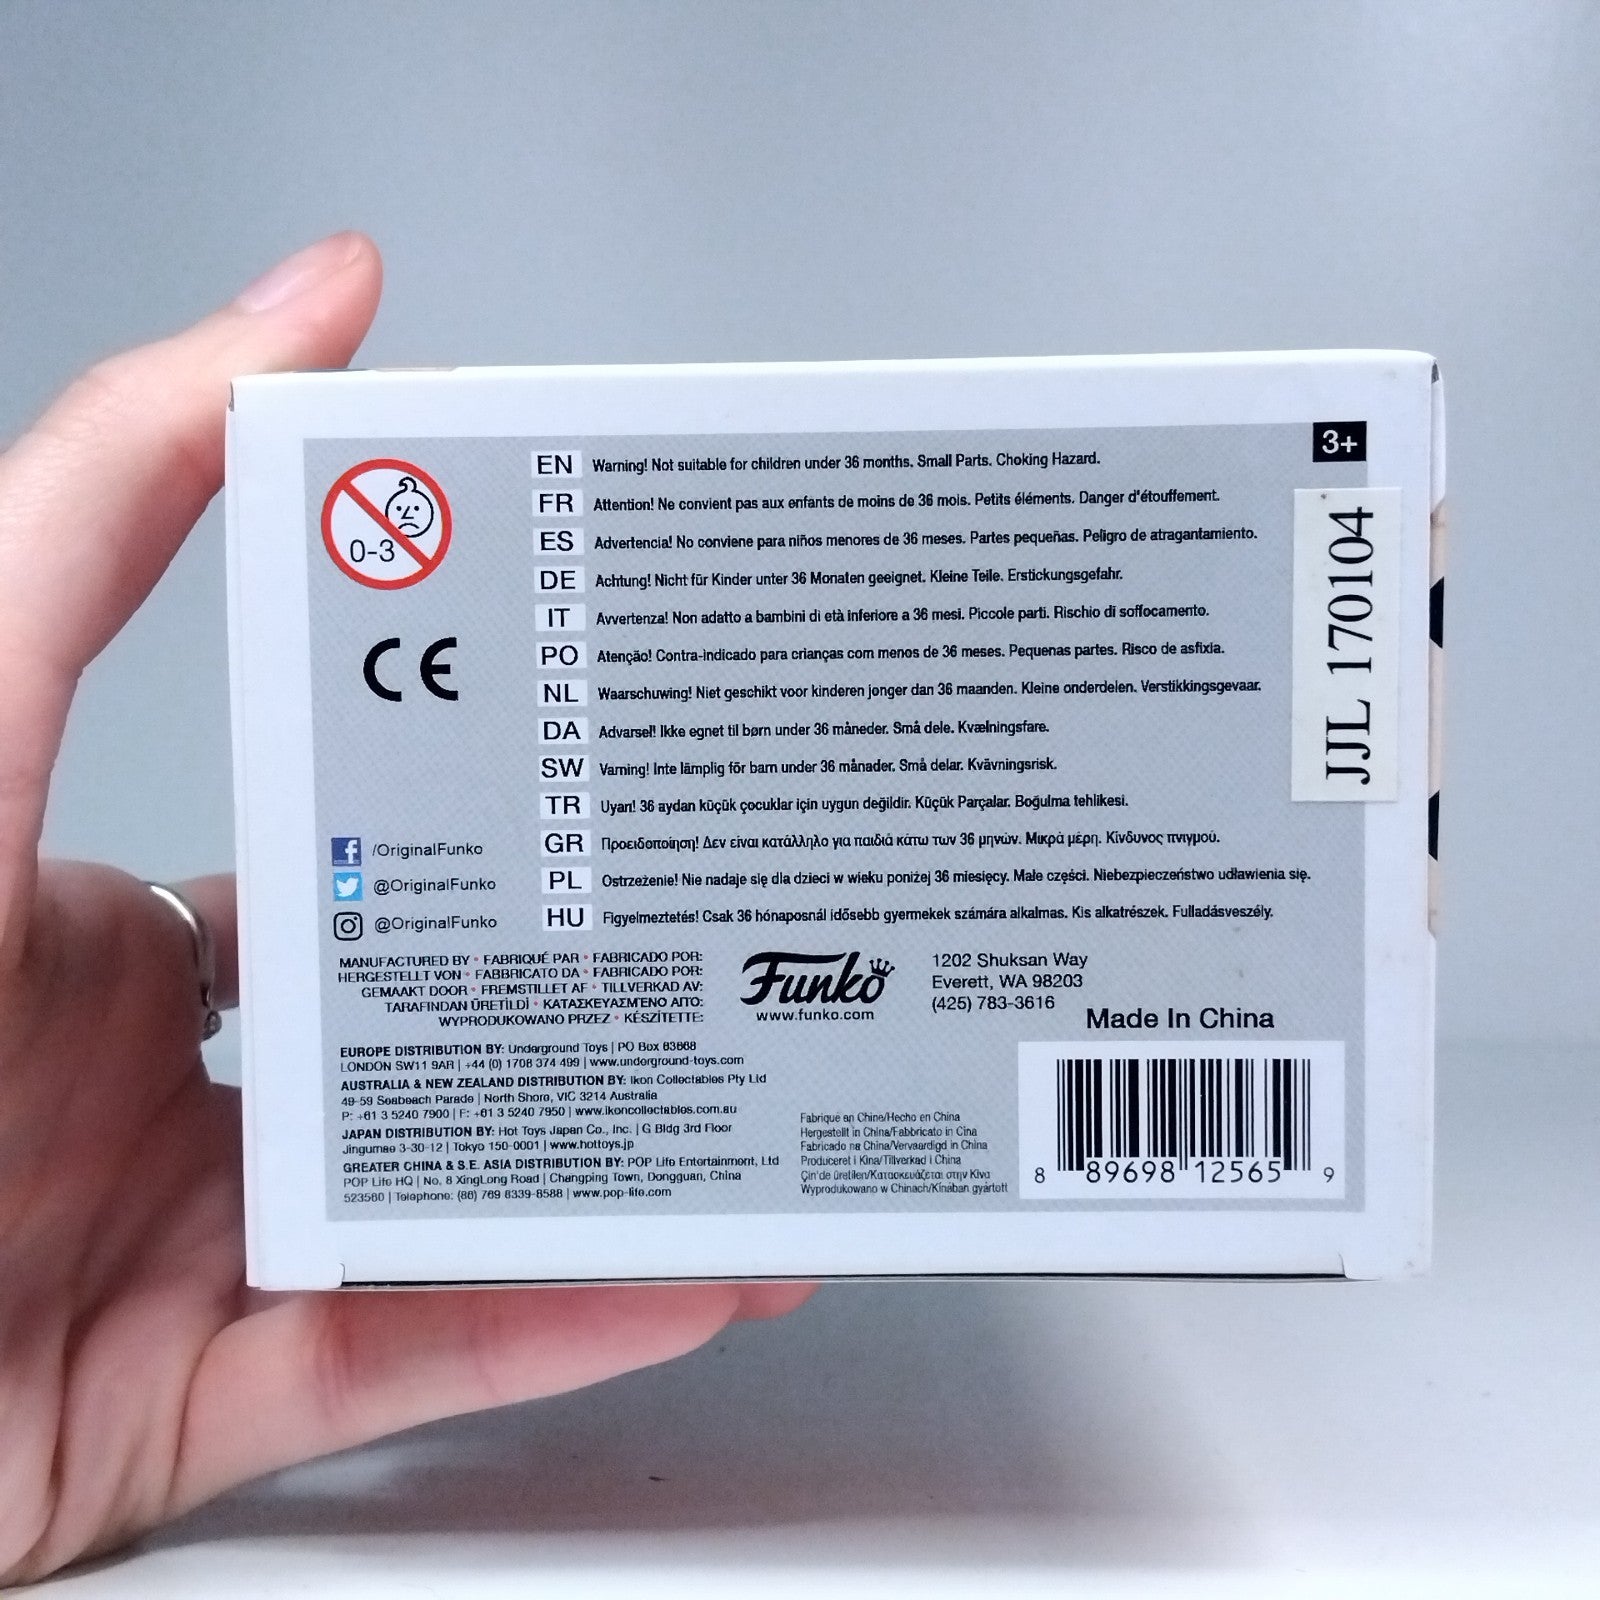 3+
0-3
EN Warning! Not suitable for children under 36 months. Small Parts. Choking Hazard.
FR Attention! Ne convient pas aux enfants de moins de 36 mois. Petits éléments. Danger d'étouffement.
ES Advertencia! No conviene para niños menores de 36 meses. Partes pequeñas. Peligro de atragantamiento.
DE Achtung! Nicht für Kinder unter 36 Monaten geeignet. Kleine Teile. Erstickungsgefahr.
IT Avvertenza! Non adatto a bambini di età inferiore a 36 mesi. Piccole parti. Rischio di soffocamento.
PO Atenção! Contra-indicado para crianças com menos de 36 meses. Pequenas partes. Risco de asfixia.
NL Waarschuwing! Niet geschikt voor kinderen jonger dan 36 maanden. Kleine onderdelen. Verstikkingsgevaar.
DA Advarsel! Ikke egnet til børn under 36 måneder. Små dele. Kvælningsfare.
SW Varning! Inte lämplig för barn under 36 månader. Små delar. Kvävningsrisk.
TR Uyarı! 36 aydan küçük çocuklar için uygun değildir. Küçük Parçalar. Boğulma tehlikesi.
GR Προειδοποίηση! Δεν είναι κατάλληλο για παιδιά κάτω των 36 μηνών. Μικρά μέρη. Κίνδυνος πνιγμού.
PL Ostrzeżenie! Nie nadaje się dla dzieci w wieku poniżej 36 miesięcy. Małe części. Niebezpieczeństwo udławienia się.
HU Figyelmeztetés! Csak 36 hónaposnál idősebb gyermekek számára alkalmas. Kis alkatrészek. Fulladásveszély.
JJL 170104
CE
/OriginalFunko
@OriginalFunko
@OriginalFunko
MANUFACTURED BY • FABRIQUÉ PAR • FABRICADO POR:
HERGESTELLT VON • FABBRICATO DA • FABRICADO POR:
GEMAAKT DOOR • FREMSTILLET AF • TILLVERKAD AV:
TARAFINDAN ÜRETİLDİ • ΚΑΤΑΣΚΕΥΑΣΜΈΝΟ ΑΠΌ:
WYPRODUKOWANO PRZEZ • KÉSZÍTETTE:
Funko
www.funko.com
1202 Shuksan Way
Everett, WA 98203
(425) 783-3616
Made In China
EUROPE DISTRIBUTION BY: Underground Toys | PO Box 63668
LONDON SW11 9AR | +44 (0) 1708 374 499 | www.underground-toys.com
AUSTRALIA & NEW ZEALAND DISTRIBUTION BY: Ikon Collectables Pty Ltd
49-59 Seabeach Parade | North Shore, VIC 3214 Australia
P: +61 3 5240 7900 | F: +61 3 5240 7950 | www.ikoncollectables.com.au
JAPAN DISTRIBUTION BY: Hot Toys Japan Co., Inc. | G Bldg 3rd Floor
Jingumae 3-30-12 | Tokyo 150-0001 | www.hottoys.jp
GREATER CHINA & S.E. ASIA DISTRIBUTION BY: POP Life Entertainment, Ltd
POP Life HQ | No. 8 XingLong Road | Changping Town, Dongguan, China
523560 | Telephone: (86) 769 8339-8588 | www.pop-life.com
Fabriqué en Chine/Hecho en China
Hergestellt in China/Fabbricato in Cina
Fabricado na China/Vervaardigd in China
Produceret i Kina/Tillverkad i China
Çin'de üretilen/Κατασκευάζεται στην Κίνα
Wyprodukowano w Chinach/Kínában gyártott
8 89698 12565 9